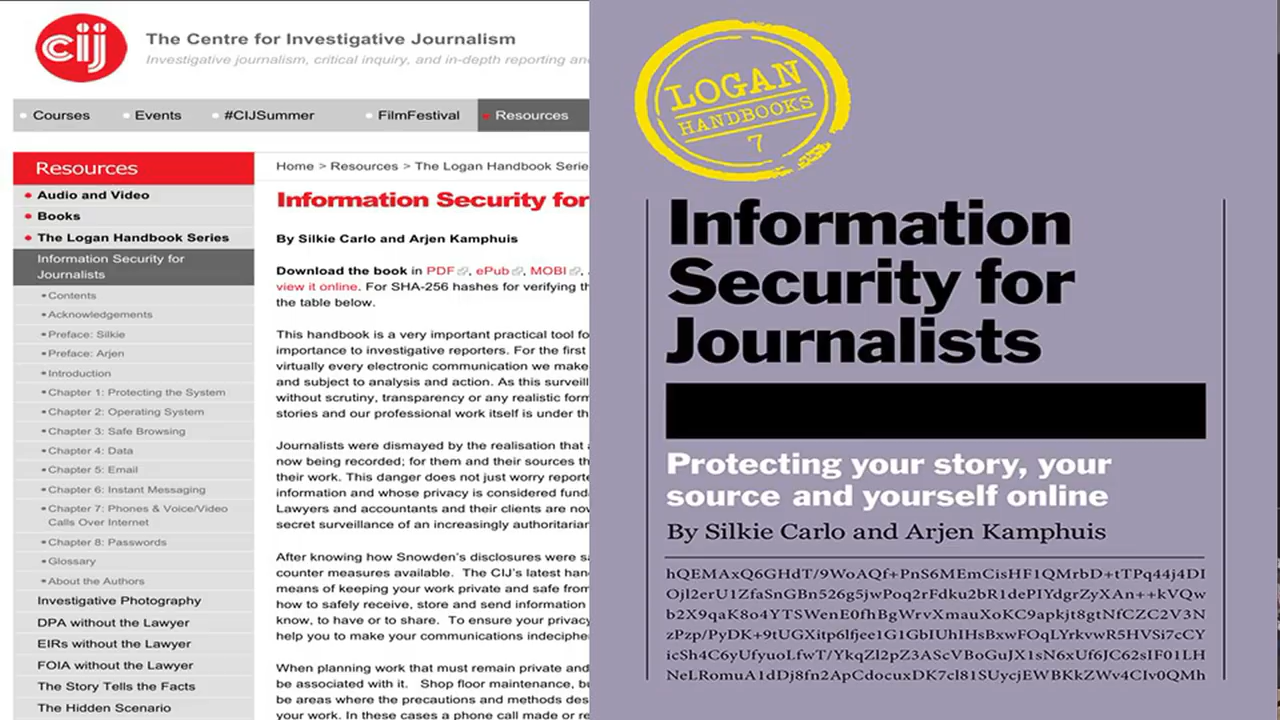 cij
The Centre for Investigative Journalism
Investigative journalism, critical inquiry, and in-depth reporting
Courses
Events
#CIJSummer
FilmFestival
Resources
Resources
Audio and Video
Books
The Logan Handbook Series
Information Security for
Journalists
Contents
Acknowledgements
Preface: Silkie
Preface: Arjen
Introduction
Chapter 1: Protecting the System
Chapter 2: Operating System
Chapter 3: Safe Browsing
Chapter 4: Data
Chapter 5: Email
Chapter 6: Instant Messaging
Chapter 7: Phones & Voice/Video
Calls Over Internet
Chapter 8: Passwords
Glossary
About the Authors
Investigative Photography
DPA without the Lawyer
EIRs without the Lawyer
FOIA without the Lawyer
The Story Tells the Facts
The Hidden Scenario
Home > Resources > The Logan Handbook Serie
Information Security for
By Silkie Carlo and Arjen Kamphuis
Download the book in PDF, ePub, MOBI,
view it online. For SHA-256 hashes for verifying th
the table below.
This handbook is a very important practical tool fo
importance to investigative reporters. For the first
virtually every electronic communication we make
and subject to analysis and action. As this surveill
without scrutiny, transparency or any realistic form
stories and our professional work itself is under th
Journalists were dismayed by the realisation that
now being recorded; for them and their sources th
their work. This danger does not just worry reporte
information and whose privacy is considered fund
Lawyers and accountants and their clients are nov
secret surveillance of an increasingly authoritarian
After knowing how Snowden's disclosures were sa
counter measures available. The CIJ's latest han
means of keeping your work private and safe from
how to safely receive, store and send information
know, to have or to share. To ensure your privacy
help you to make your communications indecipher
When planning work that must remain private and
be associated with it. Shop floor maintenance, bu
be areas where the precautions and methods des
your work. In these cases a phone call made or re
LOGAN
HANDBOOKS
7
Information
Security for
Journalists
Protecting your story, your
source and yourself online
By Silkie Carlo and Arjen Kamphuis
hQEMAxQ6GHdT/9WoAQf+PnS6MEmCisHF1QMrbD+tTPq44j4DI
Ojl2erU1ZfaSnGBn526g5jwPoq2rFdku2bR1dePIYdgrZyXAn++kVQw
b2X9qaK8o4YTSWenE0fhBgWrvXmauXoKC9apkjt8gtNfCZC2V3N
zPzp/PyDK+9tUGXitp6lfjee1G1GbIUhIHsBxwFOqLYrkvwR5HVSi7cCY
icSh4C6yUfyuoLfwT/YkqZl2pZ3AScVBoGuJX1sN6xUf6JC62sIF01LH
NeLRomuA1dDj8fn2ApCdocuxDK7cl81SUycjEWBKkZWv4CIv0QMh